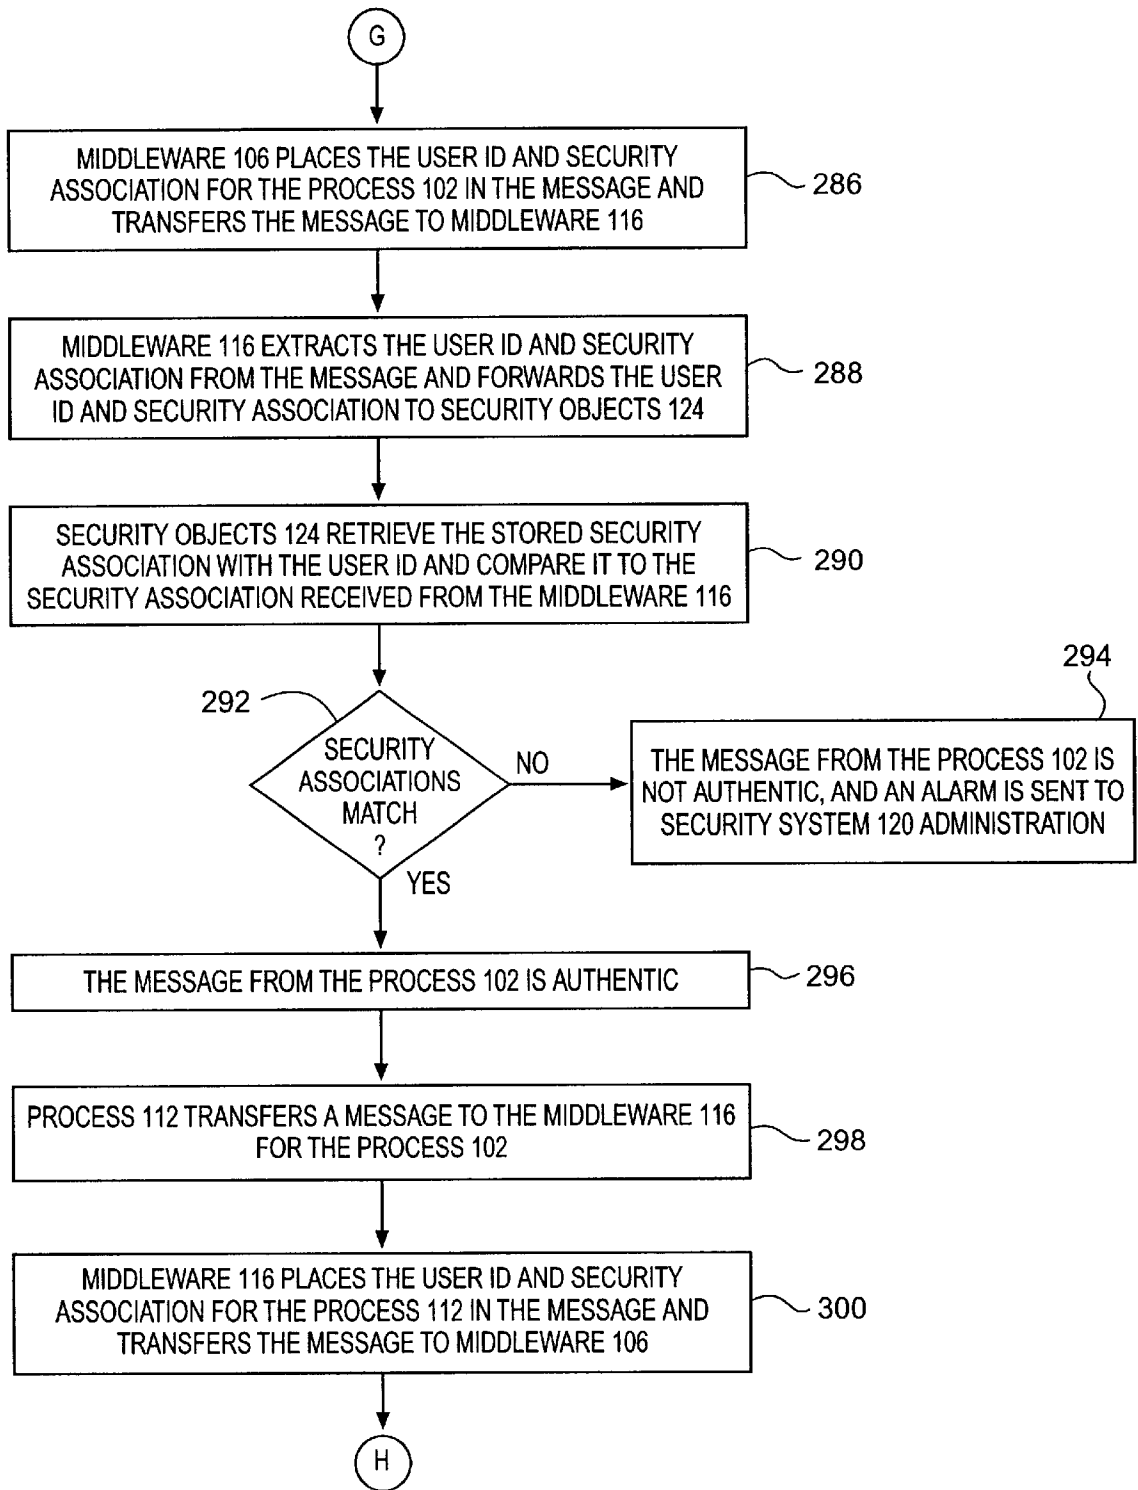 G
MIDDLEWARE 106 PLACES THE USER ID AND SECURITY
ASSOCIATION FOR THE PROCESS 102 IN THE MESSAGE AND
TRANSFERS THE MESSAGE TO MIDDLEWARE 116
286
MIDDLEWARE 116 EXTRACTS THE USER ID AND SECURITY
ASSOCIATION FROM THE MESSAGE AND FORWARDS THE USER
ID AND SECURITY ASSOCIATION TO SECURITY OBJECTS 124
288
SECURITY OBJECTS 124 RETRIEVE THE STORED SECURITY
ASSOCIATION WITH THE USER ID AND COMPARE IT TO THE
SECURITY ASSOCIATION RECEIVED FROM THE MIDDLEWARE 116
290
292
SECURITY
ASSOCIATIONS
MATCH
?
NO
294
THE MESSAGE FROM THE PROCESS 102 IS
NOT AUTHENTIC, AND AN ALARM IS SENT TO
SECURITY SYSTEM 120 ADMINISTRATION
YES
THE MESSAGE FROM THE PROCESS 102 IS AUTHENTIC
296
PROCESS 112 TRANSFERS A MESSAGE TO THE MIDDLEWARE 116
FOR THE PROCESS 102
298
MIDDLEWARE 116 PLACES THE USER ID AND SECURITY
ASSOCIATION FOR THE PROCESS 112 IN THE MESSAGE AND
TRANSFERS THE MESSAGE TO MIDDLEWARE 106
300
H